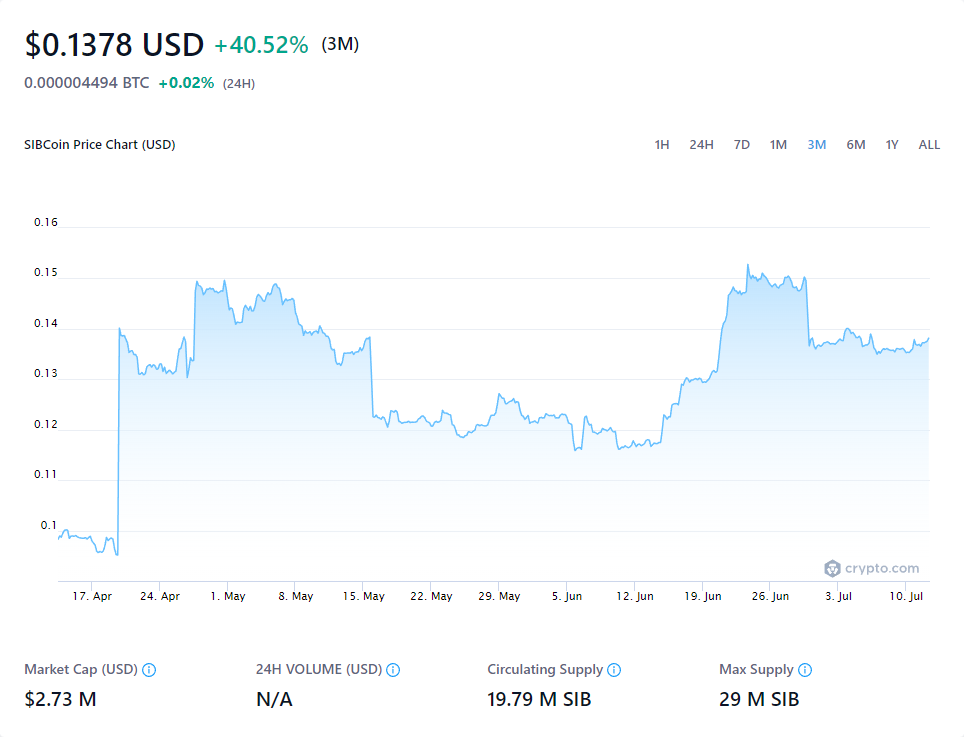 $0.1378 USD +40.52% (3M)
0.000004494 BTC +0.02% (24H)
SIBCoin Price Chart (USD) 1H 24H 7D 1M 3M 6M 1Y ALL
0.16
0.15
0.14
0.13
0.12
0.11
0.1
crypto.com
17. Apr 24. Apr 1. May 8. May 15. May 22. May 29. May 5. Jun 12. Jun 19. Jun 26. Jun 3. Jul 10. Jul
Market Cap (USD) 24H VOLUME (USD) Circulating Supply Max Supply
$2.73 M N/A 19.79 M SIB 29 M SIB